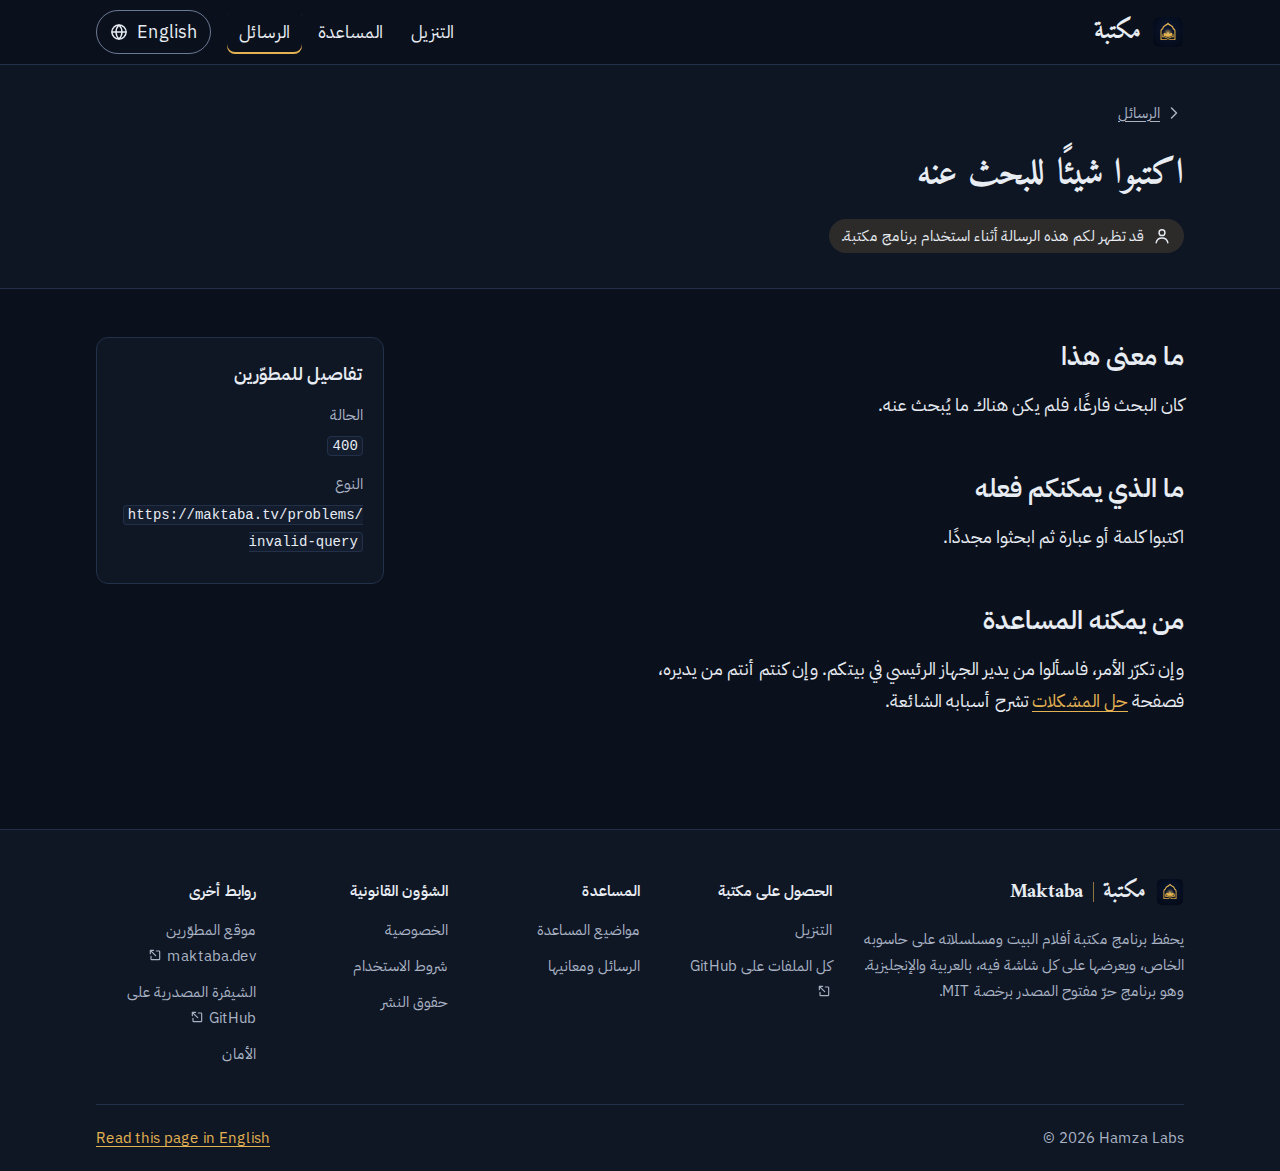 مكتبة
التنزيل
المساعدة
الرسائل
English
الرسائل
اكتبوا شيئًا للبحث عنه
قد تظهر لكم هذه الرسالة أثناء استخدام برنامج مكتبة.
ما معنى هذا
كان البحث فارغًا، فلم يكن هناك ما يُبحث عنه.
ما الذي يمكنكم فعله
اكتبوا كلمة أو عبارة ثم ابحثوا مجددًا.
من يمكنه المساعدة
وإن تكرّر الأمر، فاسألوا من يدير الجهاز الرئيسي في بيتكم. وإن كنتم أنتم من يديره،
فصفحة حل المشكلات تشرح أسبابه الشائعة.
تفاصيل للمطوّرين
الحالة
400
النوع
https://maktaba.tv/problems/
invalid-query
مكتبة | Maktaba
يحفظ برنامج مكتبة أفلام البيت ومسلسلاته على حاسوبه
الخاص، ويعرضها على كل شاشة فيه، بالعربية والإنجليزية.
وهو برنامج حرّ مفتوح المصدر برخصة MIT.
الحصول على مكتبة
التنزيل
كل الملفات على GitHub
المساعدة
مواضيع المساعدة
الرسائل ومعانيها
الشؤون القانونية
الخصوصية
شروط الاستخدام
حقوق النشر
روابط أخرى
موقع المطوّرين
maktaba.dev
الشيفرة المصدرية على
GitHub
الأمان
© 2026 Hamza Labs
Read this page in English